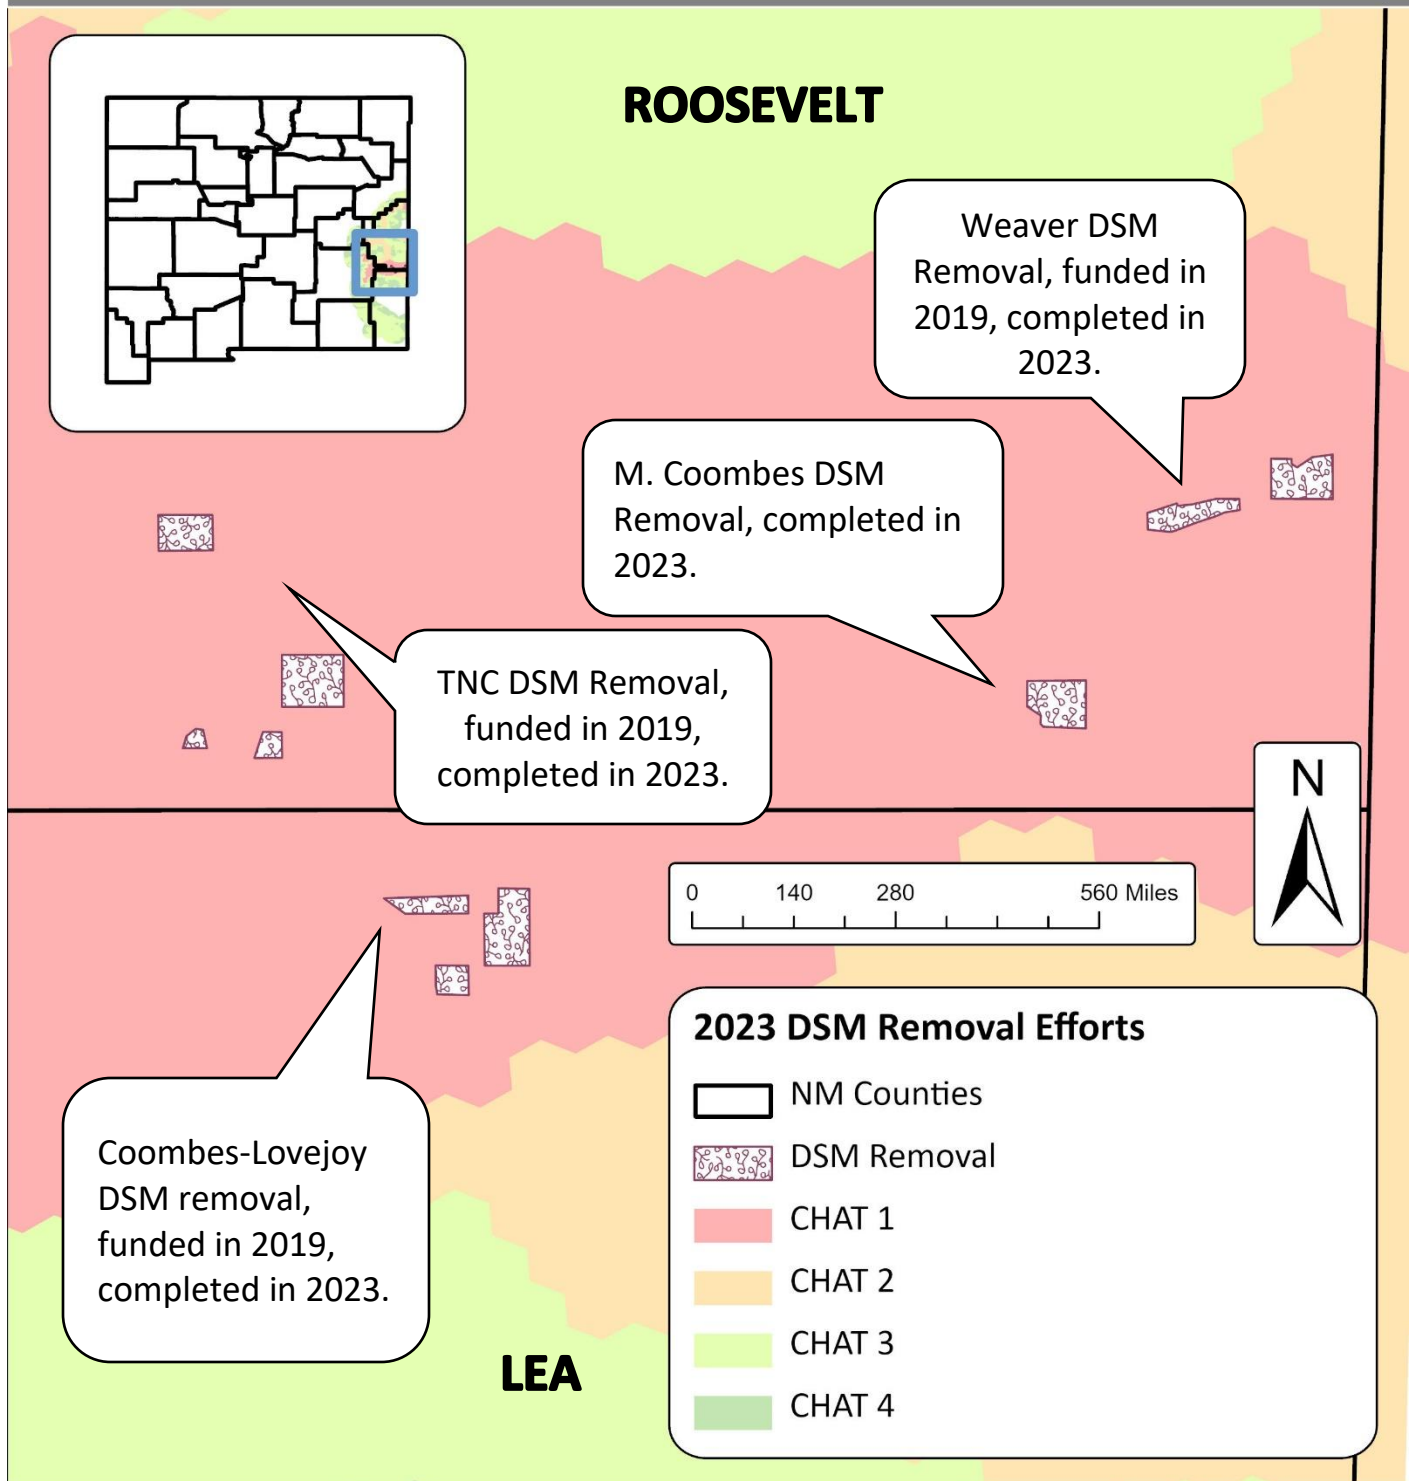 ROOSEVELT
Weaver DSM
Removal, funded in
2019, completed in
2023.
M. Coombes DSM
Removal, completed in
2023.
TNC DSM Removal,
funded in 2019,
completed in 2023.
N
0 140 280 560 Miles
Coombes-Lovejoy
DSM removal,
funded in 2019,
completed in 2023.
2023 DSM Removal Efforts
NM Counties
DSM Removal
CHAT 1
CHAT 2
CHAT 3
CHAT 4
LEA